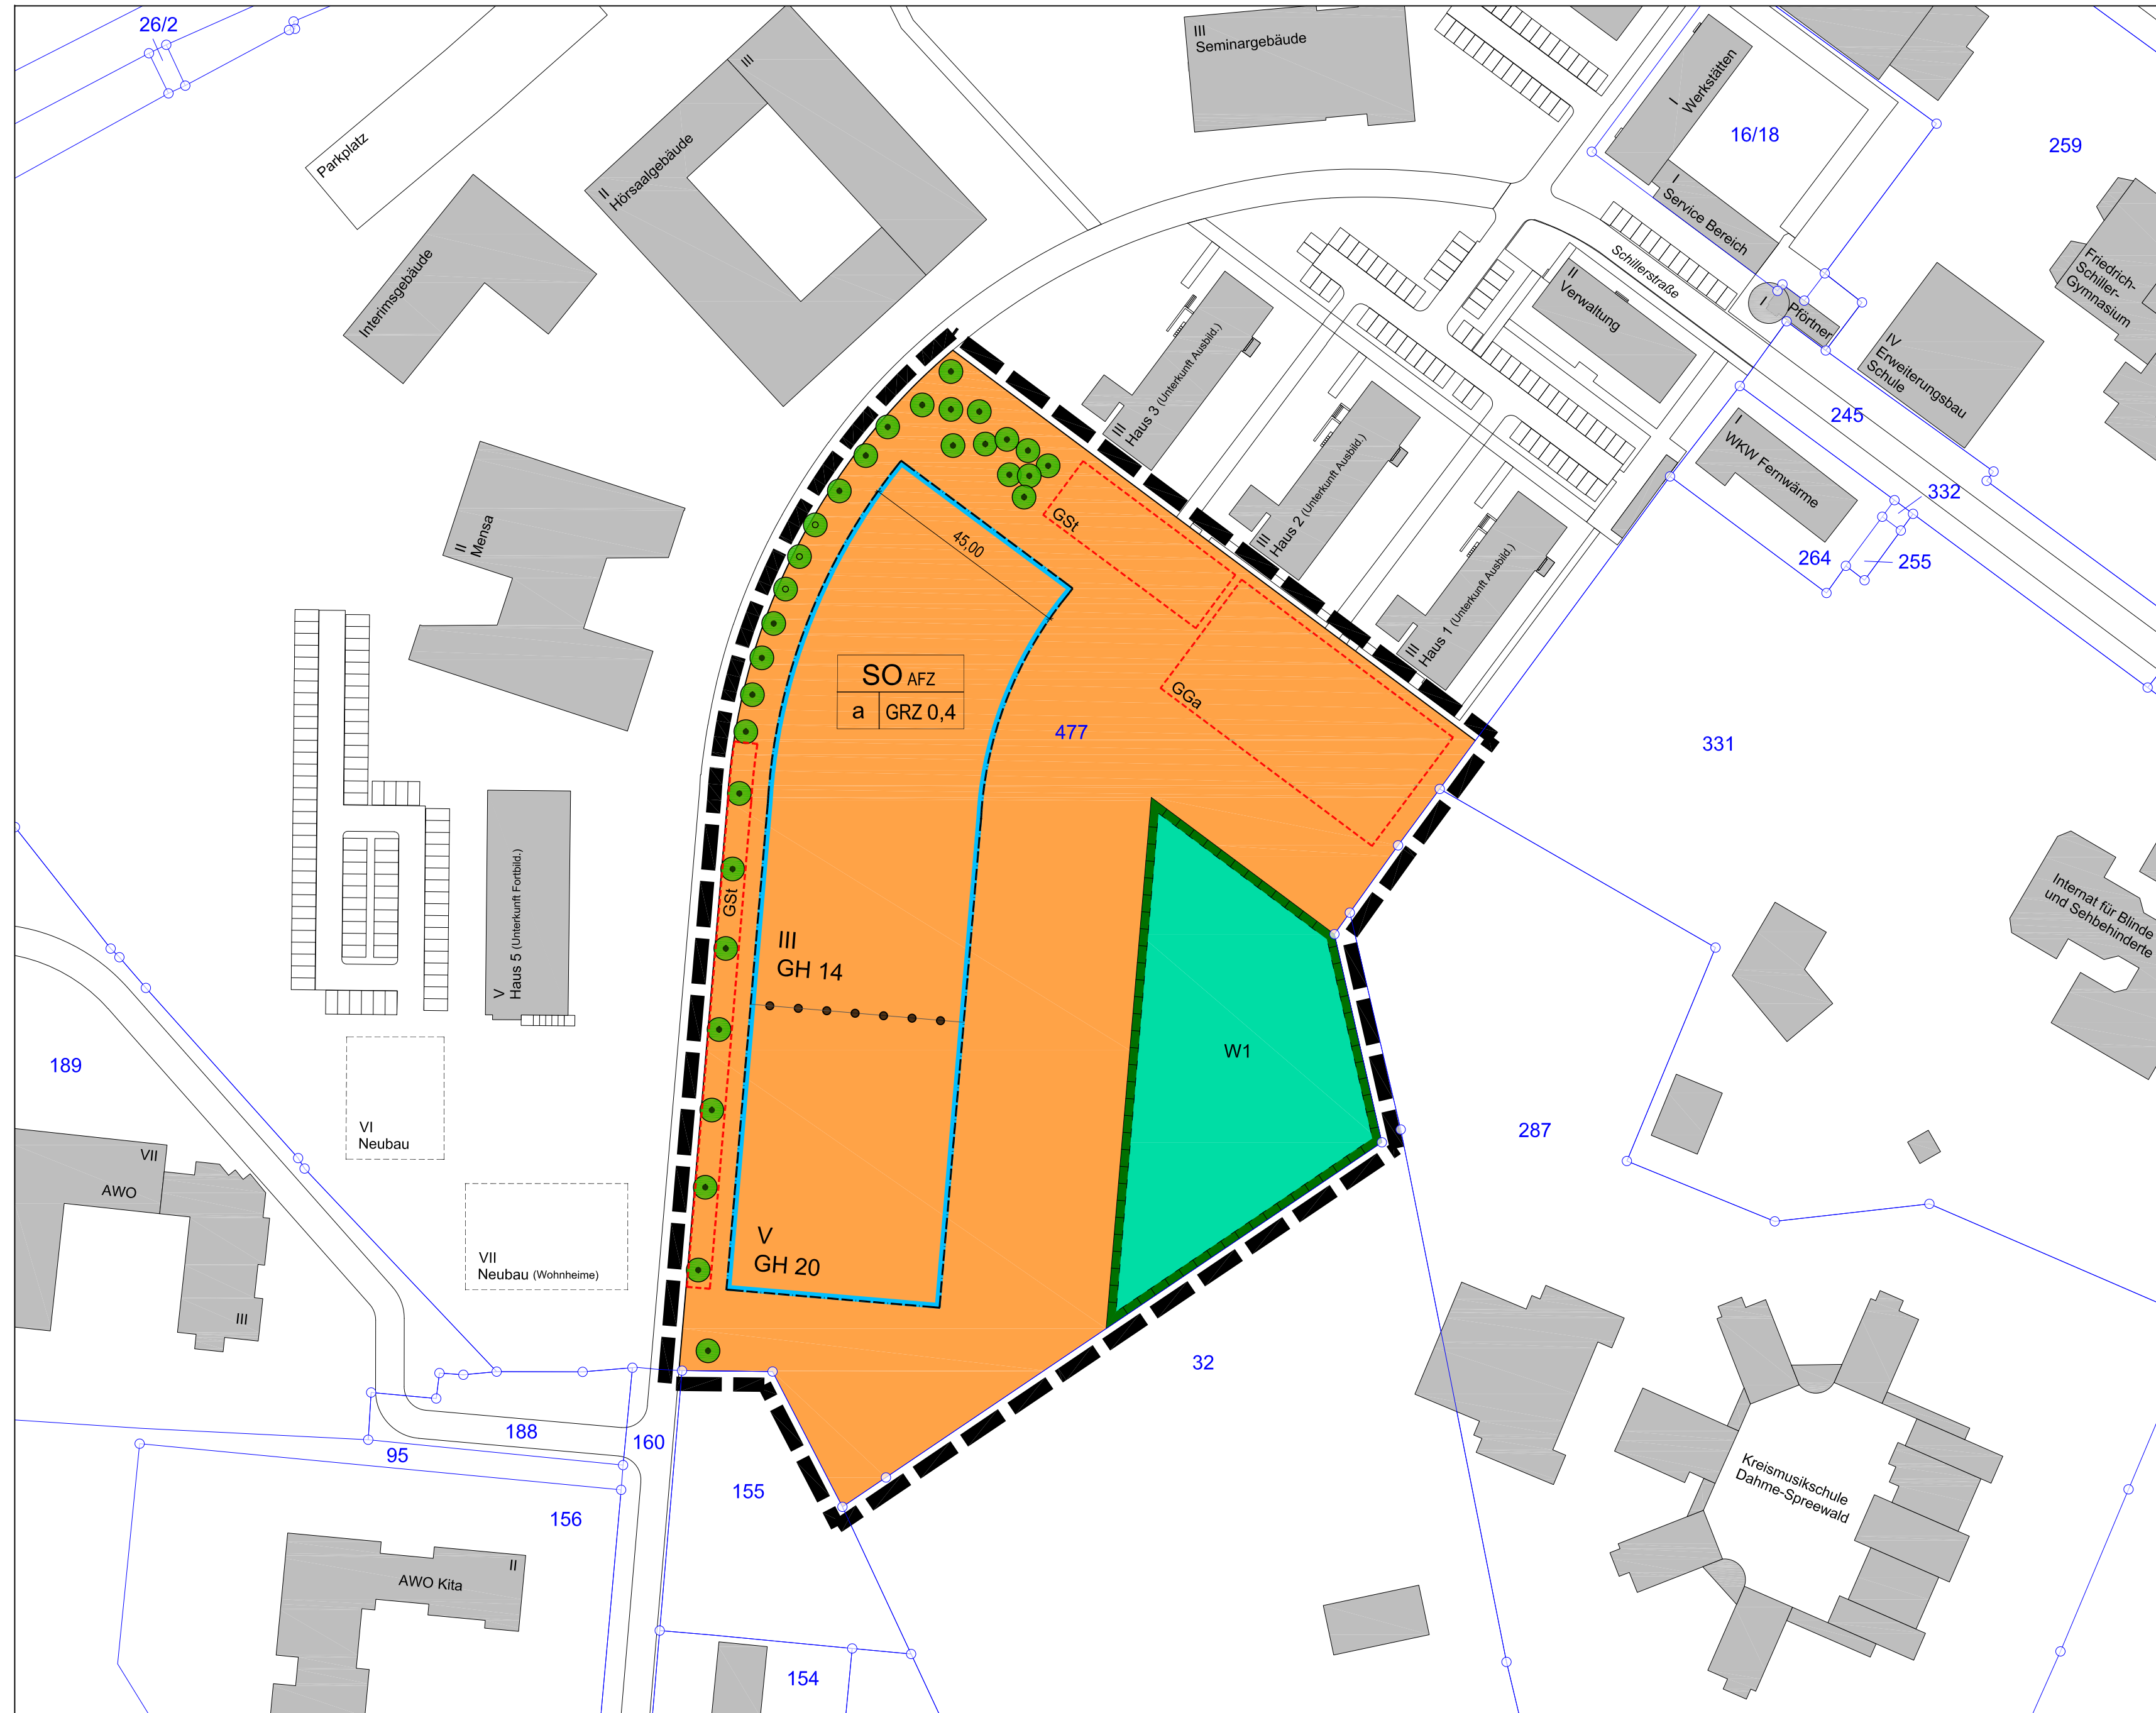 26/2
III
Seminargebäude
III
Parkplatz
II
Hörsaalgebäude
Interimsgebäude
I
Werkstätten
16/18
259
I
Service Bereich
Schillerstraße
II
Verwaltung
I
Pförtner
Friedrich-
Schiller-
Gymnasium
IV
Erweiterungsbau
Schule
245
I
WKW Fernwärme
332
264
255
III
Haus 3 (Unterkunft Ausbild.)
III
Haus 2 (Unterkunft Ausbild.)
III
Haus 1 (Unterkunft Ausbild.)
II
Mensa
GSt
45,00
GGa
SO AFZ
a
GRZ 0,4
477
331
V
Haus 5 (Unterkunft Fortbild.)
GSt
III
GH 14
W1
Internat für Blinde
und Sehbehinderte
189
VI
Neubau
287
VII
AWO
III
VII
Neubau (Wohnheime)
V
GH 20
32
188
160
95
155
156
Kreismusikschule
Dahme-Spreewald
II
AWO Kita
154